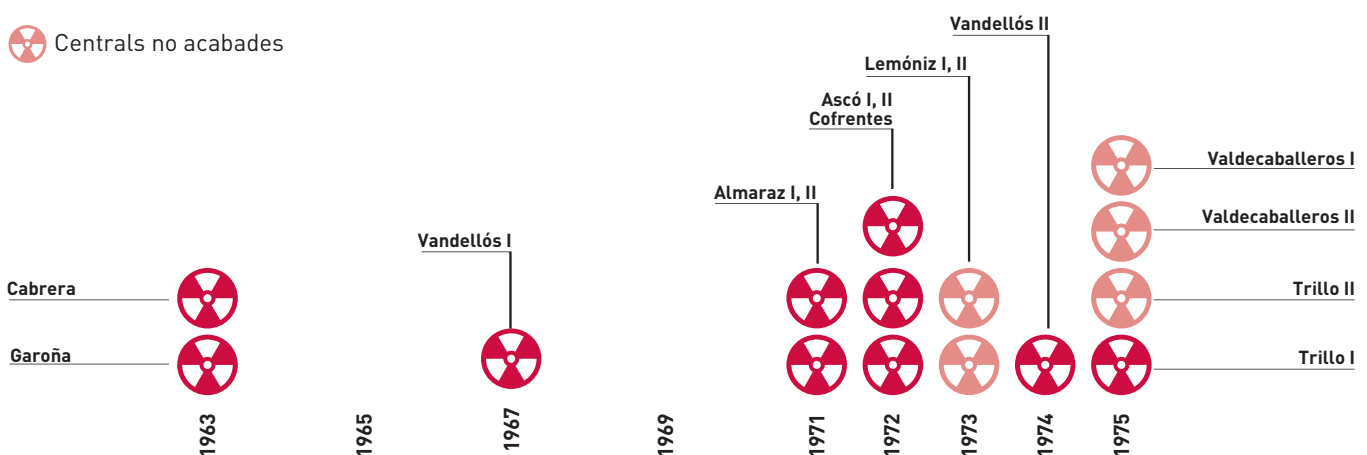 Centrals no acabades
Vandellós II
Lemóniz I, II
Ascó I, II
Cofrentes
Valdecaballeros I
Almaraz I, II
Valdecaballeros II
Vandellós I
Cabrera
Trillo II
Garoña
Trillo I
1963
1965
1967
1969
1971
1972
1973
1974
1975